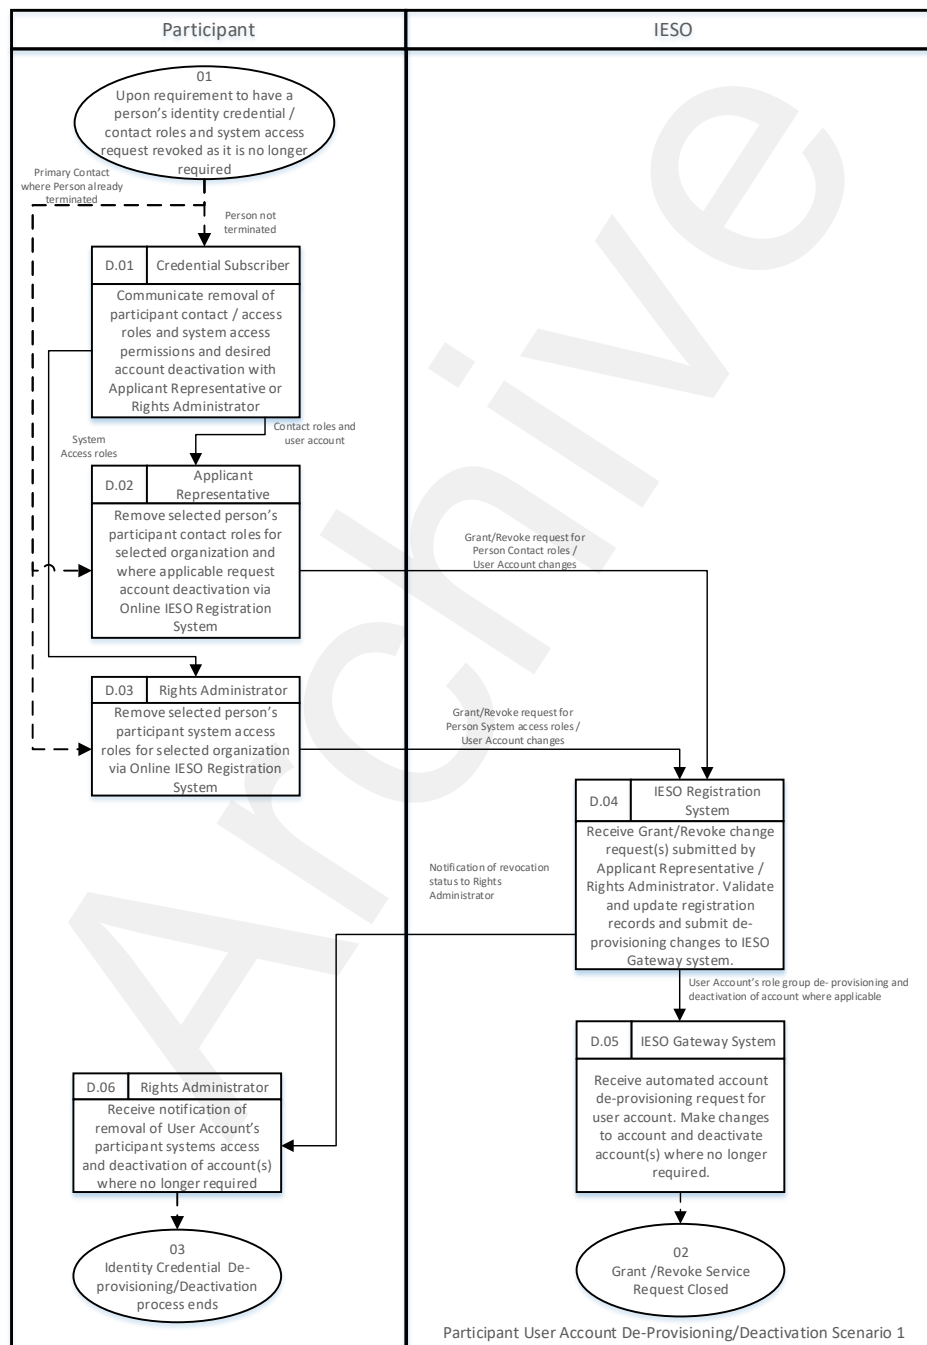 Participant
IESO
01
Upon requirement to have a
person's identity credential /
contact roles and system access
request revoked as it is no longer
required
Primary Contact
where Person already
terminated
Person not
terminated
D.01
Credential Subscriber
Communicate removal of
participant contact / access
roles and system access
permissions and desired
account deactivation with
Applicant Representative or
Rights Administrator
System
Access roles
Contact roles and
user account
D.02
Applicant
Representative
Remove selected person's
participant contact roles for
selected organization and
where applicable request
account deactivation via
Online IESO Registration
System
Grant/Revoke request for
Person Contact roles /
User Account changes
D.03
Rights Administrator
Remove selected person's
participant system access
roles for selected organization
via Online IESO Registration
System
Grant/Revoke request for
Person System access roles /
User Account changes
D.04
IESO Registration
System
Receive Grant/Revoke change
request(s) submitted by
Applicant Representative /
Rights Administrator. Validate
and update registration
records and submit de-
provisioning changes to IESO
Gateway system.
Notification of revocation
status to Rights
Administrator
User Account's role group de- provisioning and
deactivation of account where applicable
D.05
IESO Gateway System
Receive automated account
de-provisioning request for
user account. Make changes
to account and deactivate
account(s) where no longer
required.
D.06
Rights Administrator
Receive notification of
removal of User Account's
participant systems access
and deactivation of account(s)
where no longer required
03
Identity Credential De-
provisioning/Deactivation
process ends
02
Grant /Revoke Service
Request Closed
Participant User Account De-Provisioning/Deactivation Scenario 1
Archive